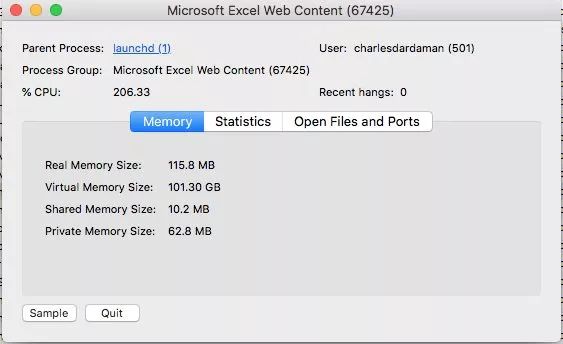 Microsoft Excel Web Content (67425)
Parent Process: launchd (1) User: charlesdardaman (501)
Process Group: Microsoft Excel Web Content (67425)
% CPU: 206.33 Recent hangs: 0
Memory Statistics Open Files and Ports
Real Memory Size: 115.8 MB
Virtual Memory Size: 101.30 GB
Shared Memory Size: 10.2 MB
Private Memory Size: 62.8 MB
Sample Quit